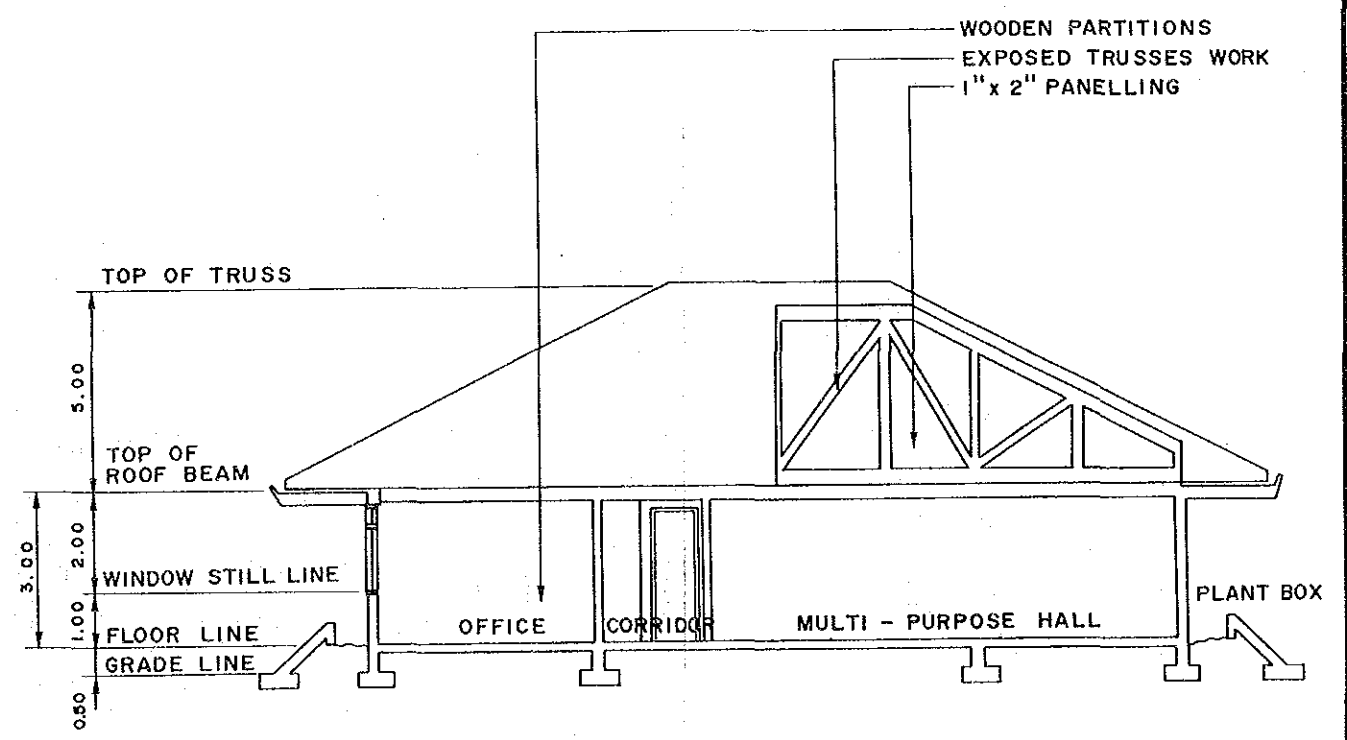 WOODEN PARTITIONS
EXPOSED TRUSSES WORK
1" x 2" PANELLING
TOP OF TRUSS
5.00
TOP OF
ROOF BEAM
3.00
2.00
WINDOW STILL LINE
1.00
PLANT BOX
OFFICE
CORRIDOR
MULTI - PURPOSE HALL
FLOOR LINE
GRADE LINE
0.50